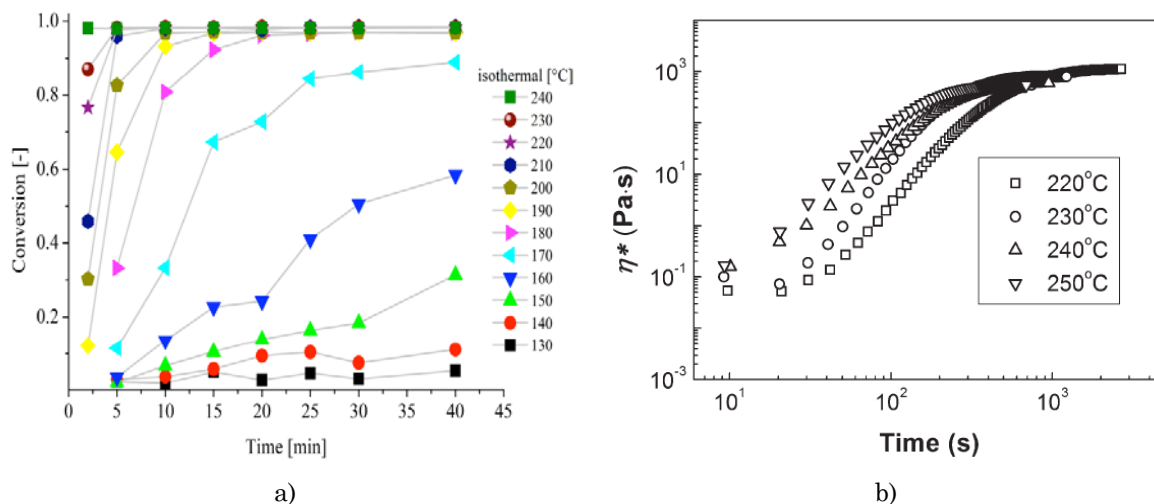 1.0
0.8
0.6
0.4
0.2
0 5 10 15 20 25 30 35 40 45
Conversion [-]
Time [min]
isothermal [°C]
240
230
220
210
200
190
180
170
160
150
140
130
a)
10³
10¹
10⁻¹
10⁻³
10¹ 10² 10³
η* (Pa·s)
Time (s)
220°C
230°C
240°C
250°C
b)